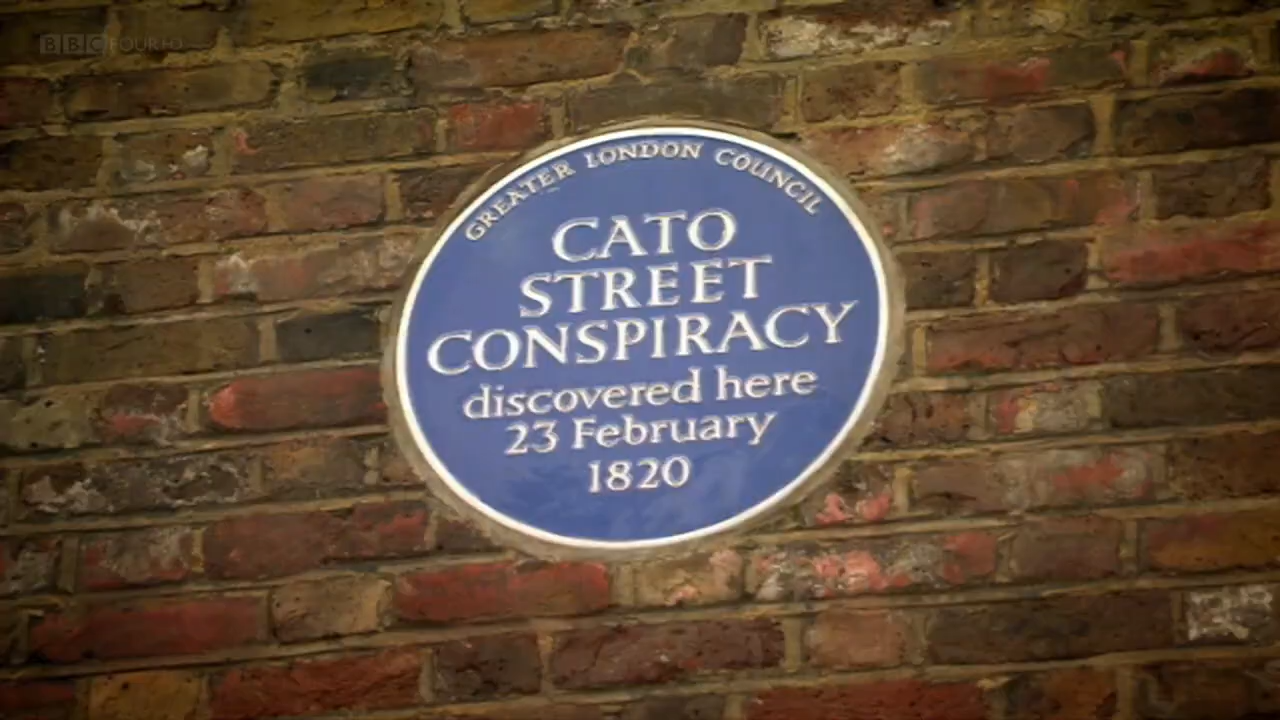 BBC FOUR HD
GREATER LONDON COUNCIL
CATO
STREET
CONSPIRACY
discovered here
23 February
1820